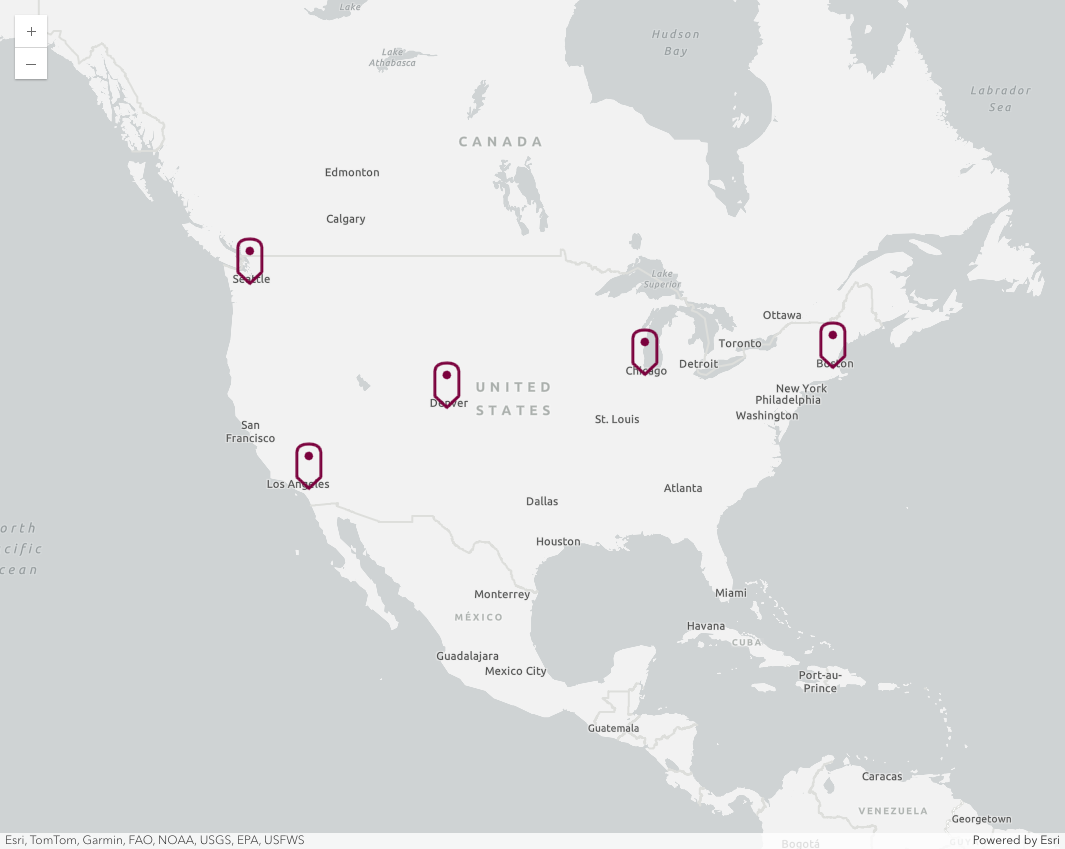 +
–
Lake
Hudson
Bay
Lake
Athabasca
Labrador
Sea
CANADA
Edmonton
Calgary
Seattle
Lake
Superior
Ottawa
Toronto
Boston
Detroit
Chicago
UNITED
STATES
New York
Philadelphia
Washington
Denver
St. Louis
San
Francisco
Los Angeles
Atlanta
Dallas
orth
cific
cean
Houston
Monterrey
Miami
MÉXICO
Havana
CUBA
Guadalajara
Mexico City
Port-au-
Prince
Guatemala
Caracas
VENEZUELA
Georgetown
Bogotá
Esri, TomTom, Garmin, FAO, NOAA, USGS, EPA, USFWS
Powered by Esri